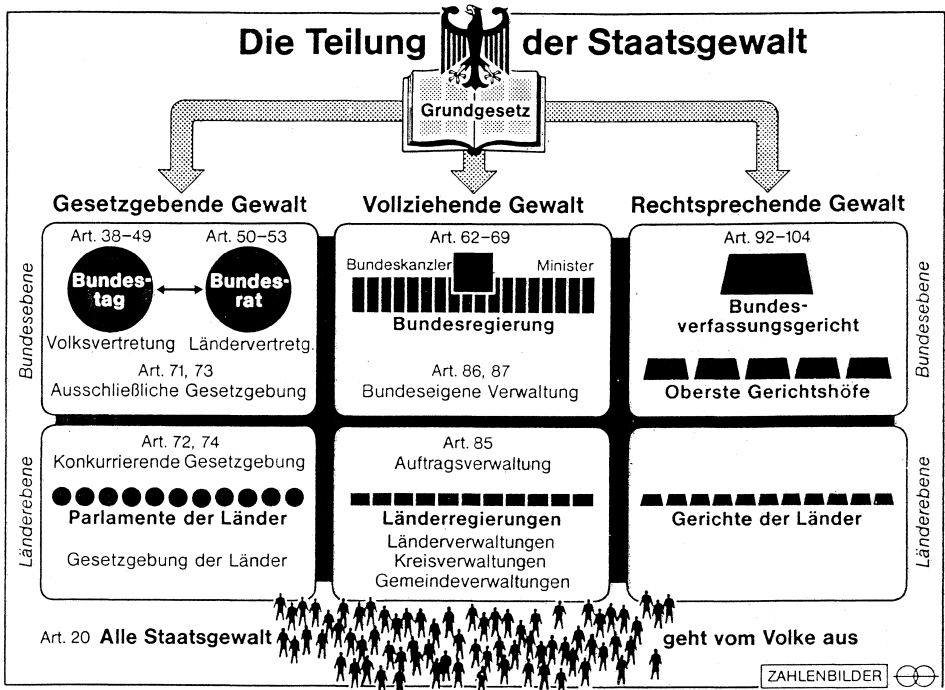 Die Teilung der Staatsgewalt
Grundgesetz
Gesetzgebende Gewalt
Vollziehende Gewalt
Rechtsprechende Gewalt
Bundesebene
Art. 38–49
Art. 50–53
Bundes-
tag
Bundes-
rat
Volksvertretung
Ländervertretg.
Art. 71, 73
Ausschließliche Gesetzgebung
Art. 62–69
Bundeskanzler
Minister
Bundesregierung
Art. 86, 87
Bundeseigene Verwaltung
Art. 92–104
Bundes-
verfassungsgericht
Oberste Gerichtshöfe
Bundesebene
Länderebene
Art. 72, 74
Konkurrierende Gesetzgebung
Parlamente der Länder
Gesetzgebung der Länder
Art. 85
Auftragsverwaltung
Länderregierungen
Länderverwaltungen
Kreisverwaltungen
Gemeindeverwaltungen
Gerichte der Länder
Länderebene
Art. 20 Alle Staatsgewalt geht vom Volke aus
ZAHLENBILDER